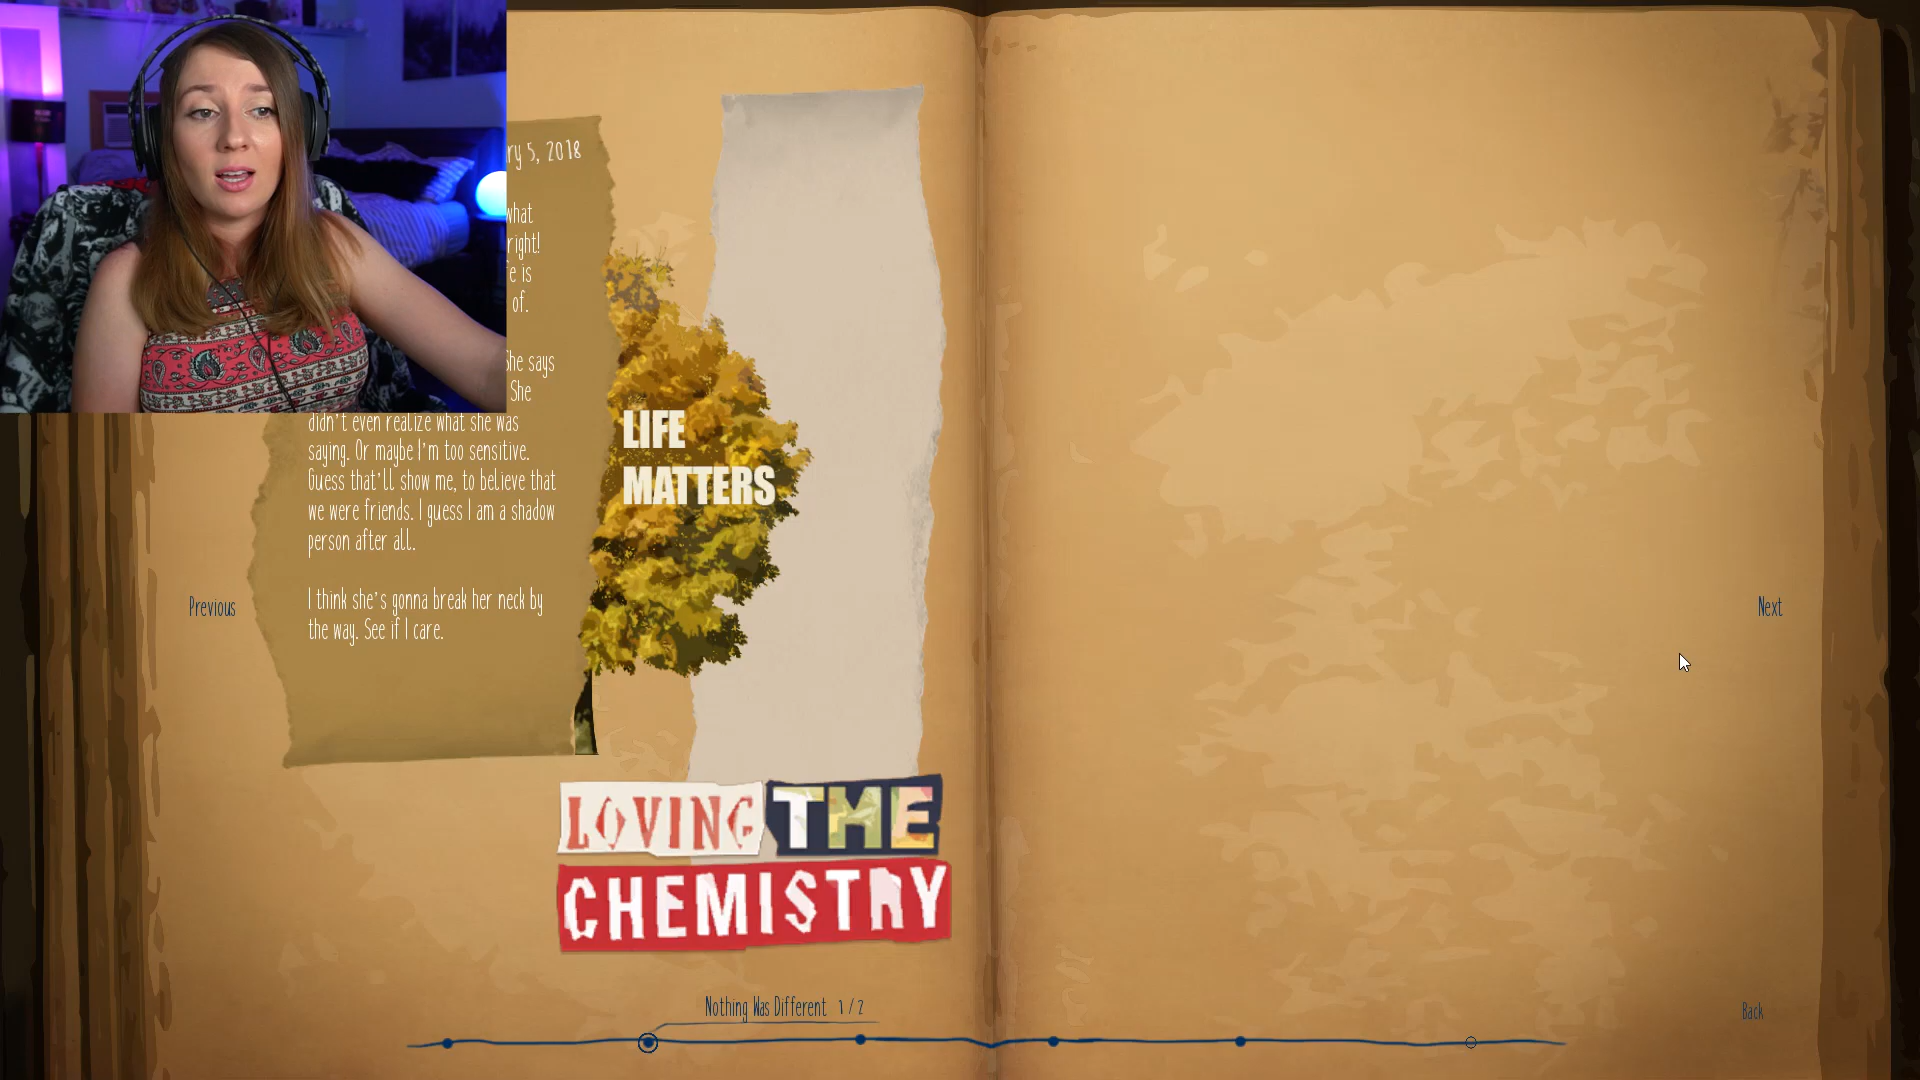 5, 2018
what
right!
is
of.
She says
She
didn't even realize what she was
saying. Or maybe I'm too sensitive.
Guess that'll show me, to believe that
we were friends. I guess I am a shadow
person after all.
I think she's gonna break her neck by
the way. See if I care.
LIFE
MATTERS
LOVING THE
CHEMISTRY
Previous
Next
Nothing Was Different 1 / 2
Back